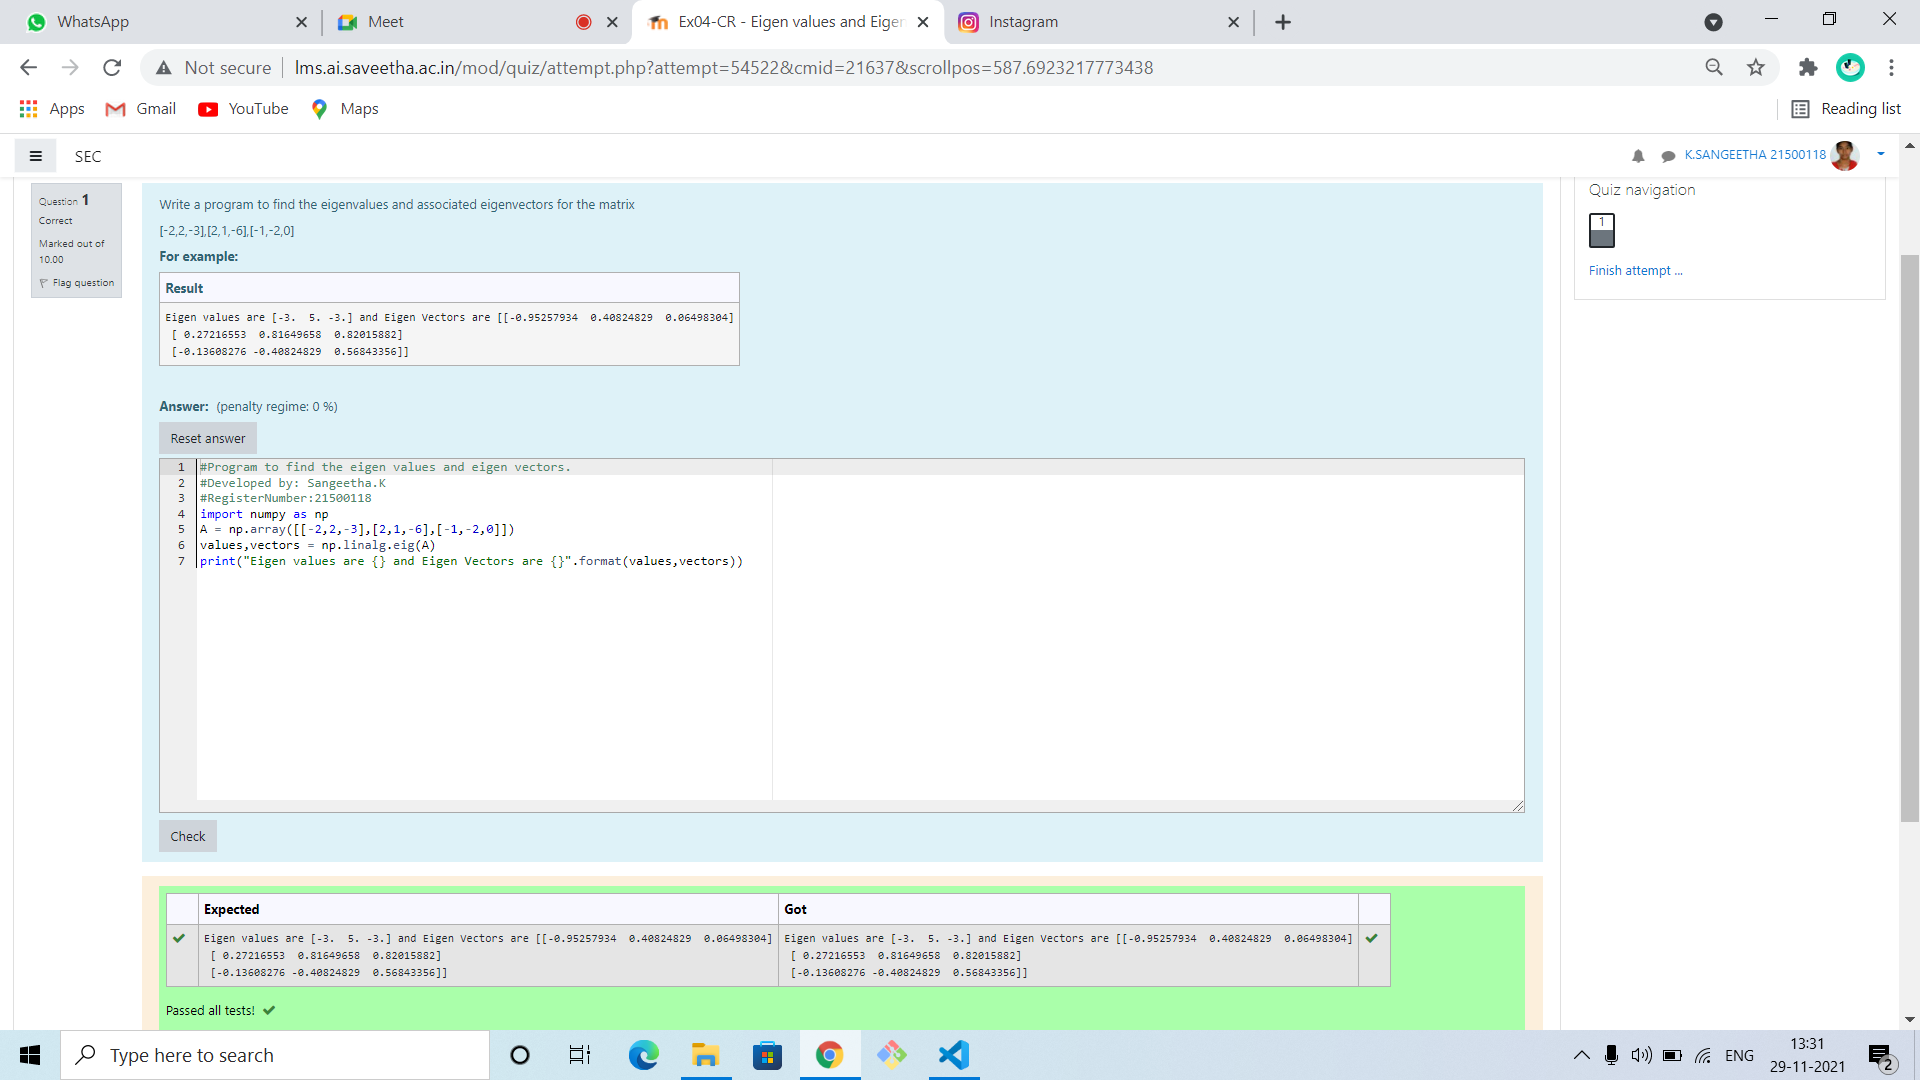 WhatsApp
Meet
Ex04-CR - Eigen values and Eiger
Instagram
Not secure
lms.ai.saveetha.ac.in/mod/quiz/attempt.php?attempt=54522&cmid=21637&scrollpos=587.6923217773438
Apps
Gmail
YouTube
Maps
Reading list
SEC
K.SANGEETHA 21500118
Question 1
Correct
Marked out of
10.00
Flag question
Write a program to find the eigenvalues and associated eigenvectors for the matrix
[-2,2,-3],[2,1,-6],[-1,-2,0]
For example:
Result
Eigen values are [-3.  5. -3.] and Eigen Vectors are [[-0.95257934  0.40824829  0.06498304]
[ 0.27216553  0.81649658  0.82015882]
[-0.13608276 -0.40824829  0.56843356]]
Answer: (penalty regime: 0 %)
Reset answer
1 #Program to find the eigen values and eigen vectors.
2 #Developed by: Sangeetha.K
3 #RegisterNumber:21500118
4 import numpy as np
5 A = np.array([[-2,2,-3],[2,1,-6],[-1,-2,0]])
6 values,vectors = np.linalg.eig(A)
7 print("Eigen values are {} and Eigen Vectors are {}".format(values,vectors))
Check
Expected
Got
Eigen values are [-3.  5. -3.] and Eigen Vectors are [[-0.95257934  0.40824829  0.06498304]
[ 0.27216553  0.81649658  0.82015882]
[-0.13608276 -0.40824829  0.56843356]]
Eigen values are [-3.  5. -3.] and Eigen Vectors are [[-0.95257934  0.40824829  0.06498304]
[ 0.27216553  0.81649658  0.82015882]
[-0.13608276 -0.40824829  0.56843356]]
Passed all tests!
Quiz navigation
1
Finish attempt ...
Type here to search
ENG
13:31
29-11-2021
2